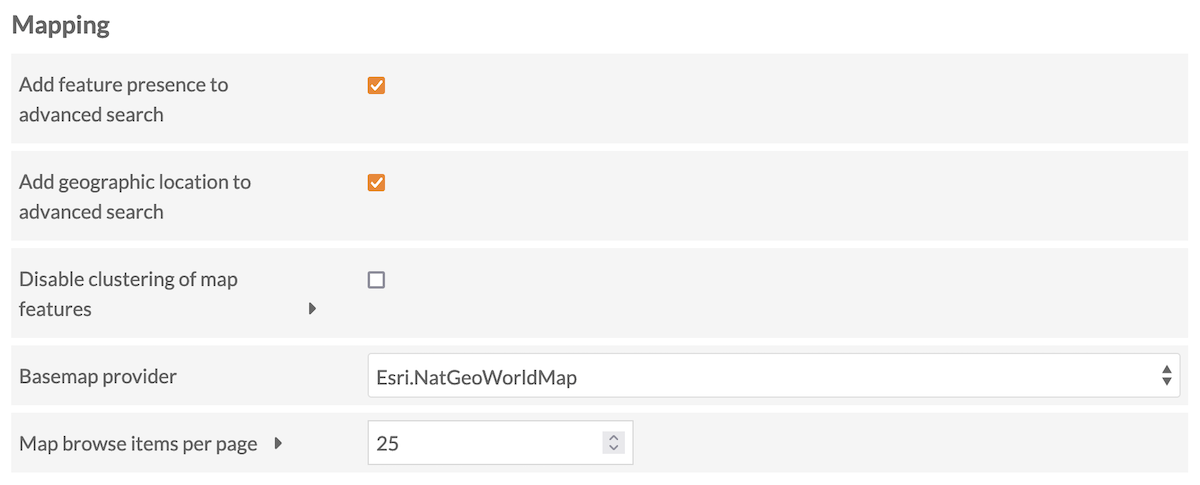 Mapping
Add feature presence to
advanced search
Add geographic location to
advanced search
Disable clustering of map
features
Basemap provider
Esri.NatGeoWorldMap
Map browse items per page
25